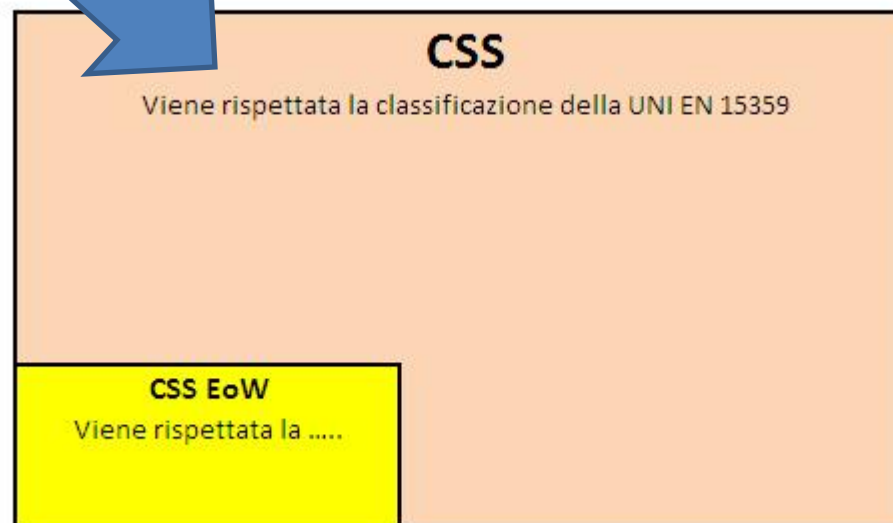 CSS
Viene rispettata la classificazione della UNI EN 15359
CSS EoW
Viene rispettata la .....